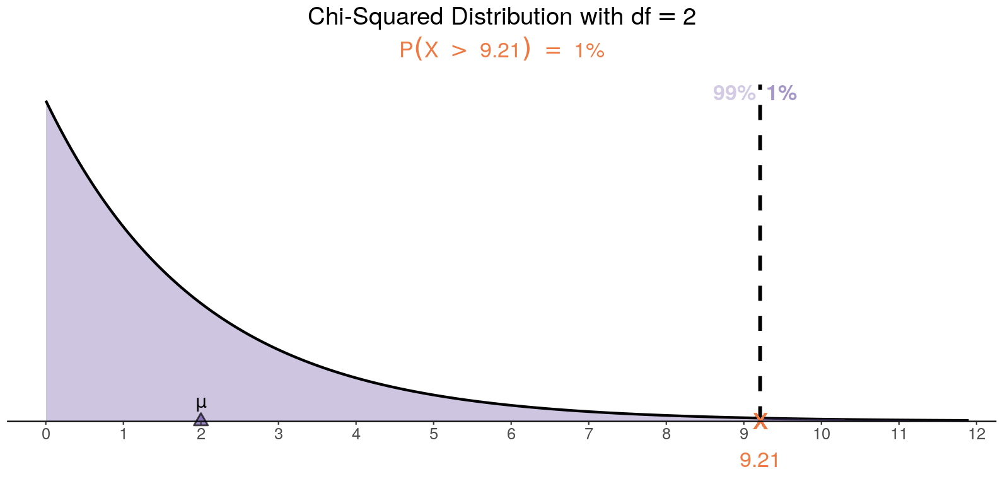 Chi-Squared Distribution with df = 2
P(X > 9.21) = 1%
99% 1%
μ
0 1 2 3 4 5 6 7 8 9 10 11 12
X
9.21